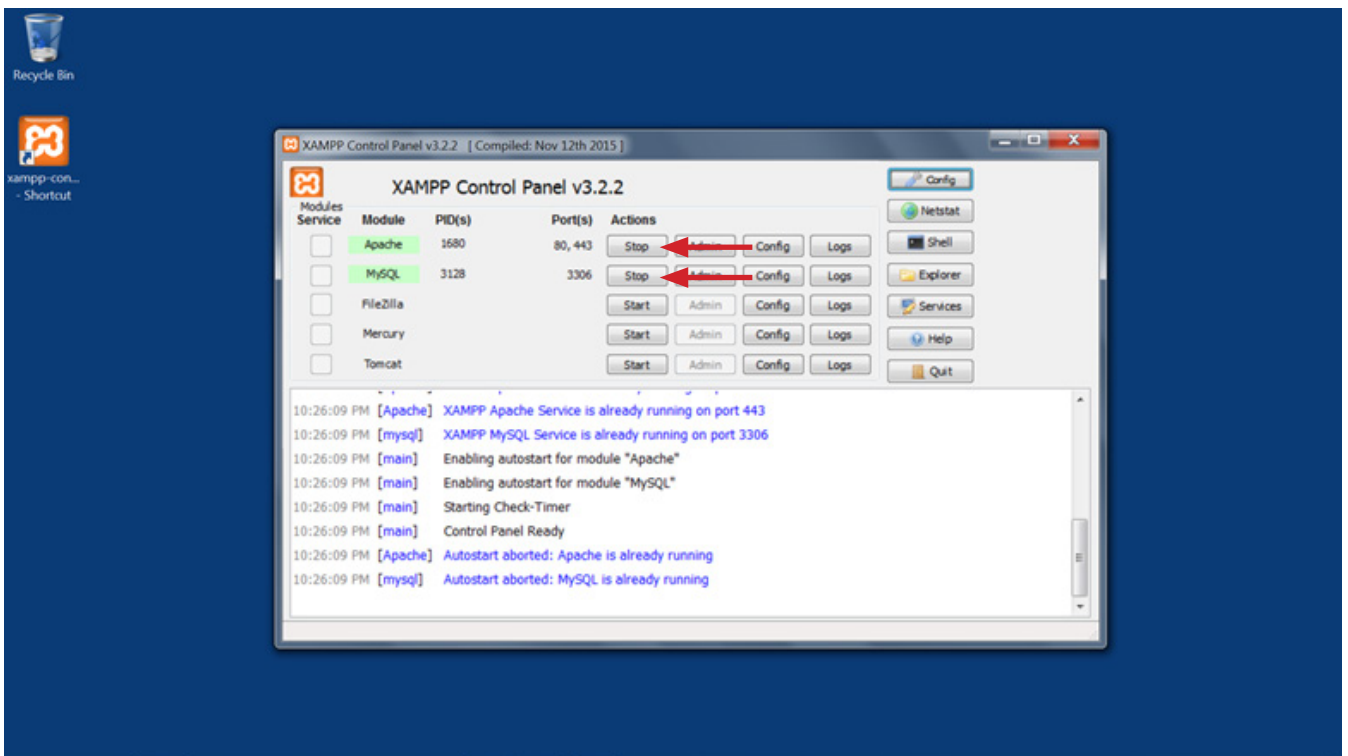 Recycle Bin
xampp-con...
- Shortcut
XAMPP Control Panel v3.2.2 [ Compiled: Nov 12th 2015 ]
XAMPP Control Panel v3.2.2
Modules
Service Module PID(s) Port(s) Actions
Apache 1680 80, 443 Stop Admin Config Logs
MySQL 3128 3306 Stop Admin Config Logs
FileZilla Start Admin Config Logs
Mercury Start Admin Config Logs
Tomcat Start Admin Config Logs
Config
Netstat
Shell
Explorer
Services
Help
Quit
10:26:09 PM [Apache] XAMPP Apache Service is already running on port 443
10:26:09 PM [mysql] XAMPP MySQL Service is already running on port 3306
10:26:09 PM [main] Enabling autostart for module "Apache"
10:26:09 PM [main] Enabling autostart for module "MySQL"
10:26:09 PM [main] Starting Check-Timer
10:26:09 PM [main] Control Panel Ready
10:26:09 PM [Apache] Autostart aborted: Apache is already running
10:26:09 PM [mysql] Autostart aborted: MySQL is already running